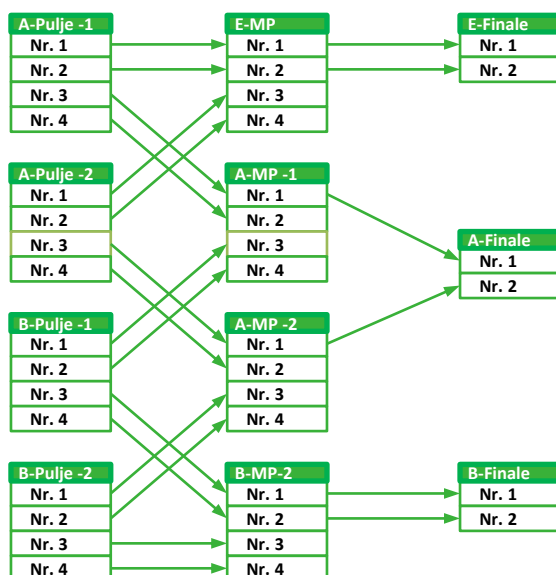 A-Pulje -1
Nr. 1
Nr. 2
Nr. 3
Nr. 4
A-Pulje -2
Nr. 1
Nr. 2
Nr. 3
Nr. 4
B-Pulje -1
Nr. 1
Nr. 2
Nr. 3
Nr. 4
B-Pulje -2
Nr. 1
Nr. 2
Nr. 3
Nr. 4
E-MP
Nr. 1
Nr. 2
Nr. 3
Nr. 4
A-MP -1
Nr. 1
Nr. 2
Nr. 3
Nr. 4
A-MP -2
Nr. 1
Nr. 2
Nr. 3
Nr. 4
B-MP-2
Nr. 1
Nr. 2
Nr. 3
Nr. 4
E-Finale
Nr. 1
Nr. 2
A-Finale
Nr. 1
Nr. 2
B-Finale
Nr. 1
Nr. 2